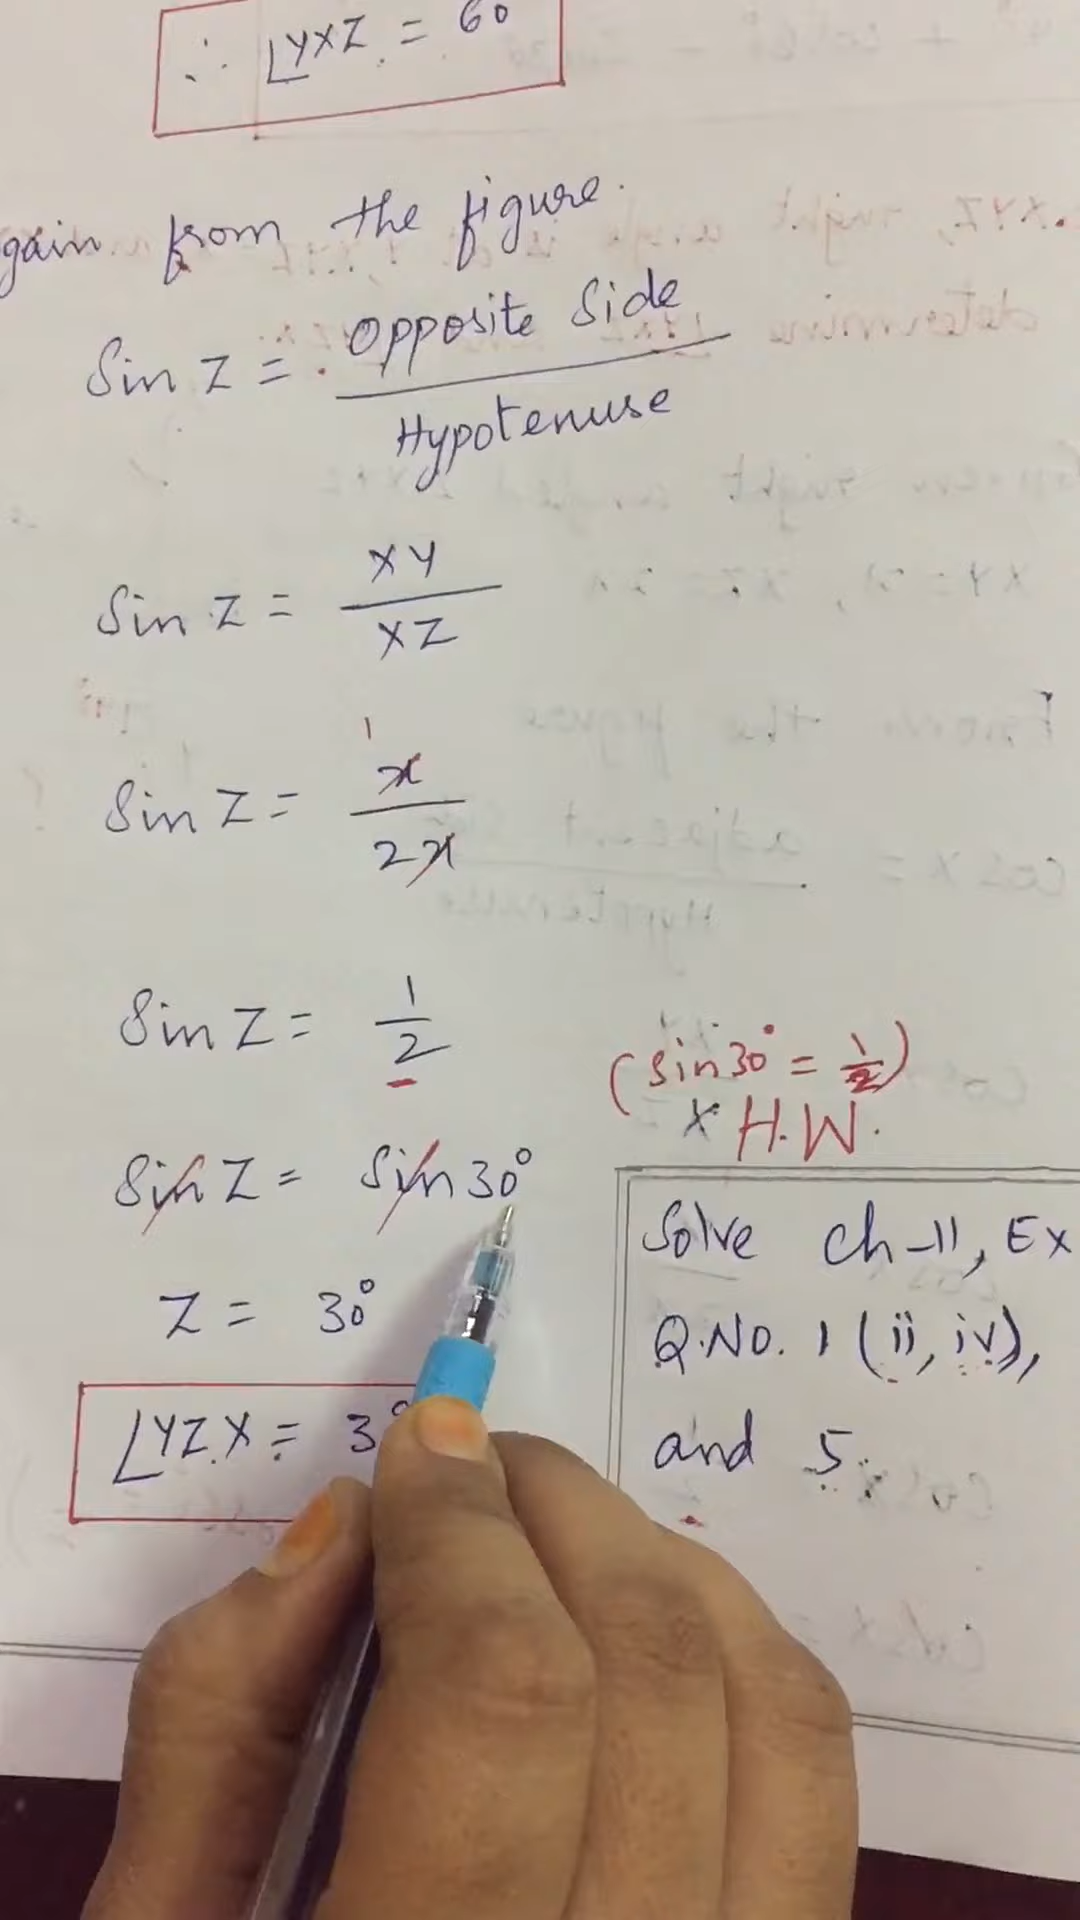 ∴ ∠YXZ = 60
gain from the figure.
Sin Z = Opposite Side
Hypotenuse
Sin Z = XY
XZ
1
Sin Z = x
2x
Sin Z = 1
2
(sin30° = 1/2)
x H.W.
Sin Z = Sin 30°
Solve ch-11, Ex
Z = 30°
Q.NO. 1 (ii, iv),
∠YZX = 3
and 5.